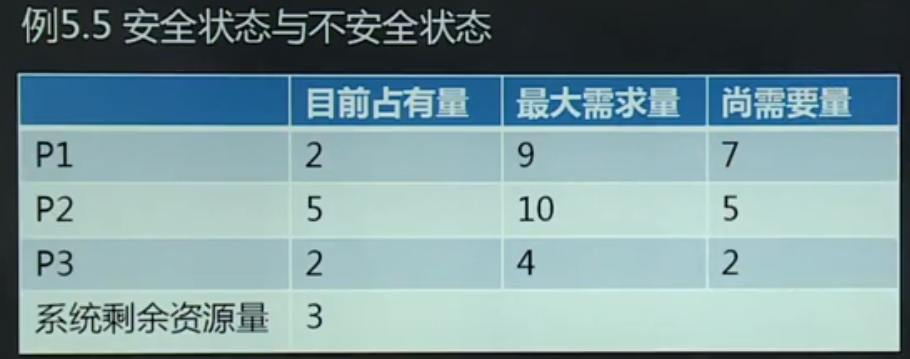 例5.5 安全状态与不安全状态
目前占有量 最大需求量 尚需要量
P1 2 9 7
P2 5 10 5
P3 2 4 2
系统剩余资源量 3